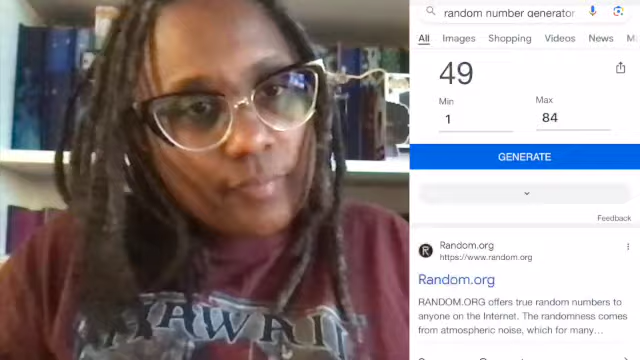 HAWAII
random number generator
All Images Shopping Videos News
49
Min
Max
1
84
GENERATE
Feedback
Random.org
https://www.random.org
Random.org
RANDOM.ORG offers true random numbers to
anyone on the Internet. The randomness comes
from atmospheric noise, which for many…